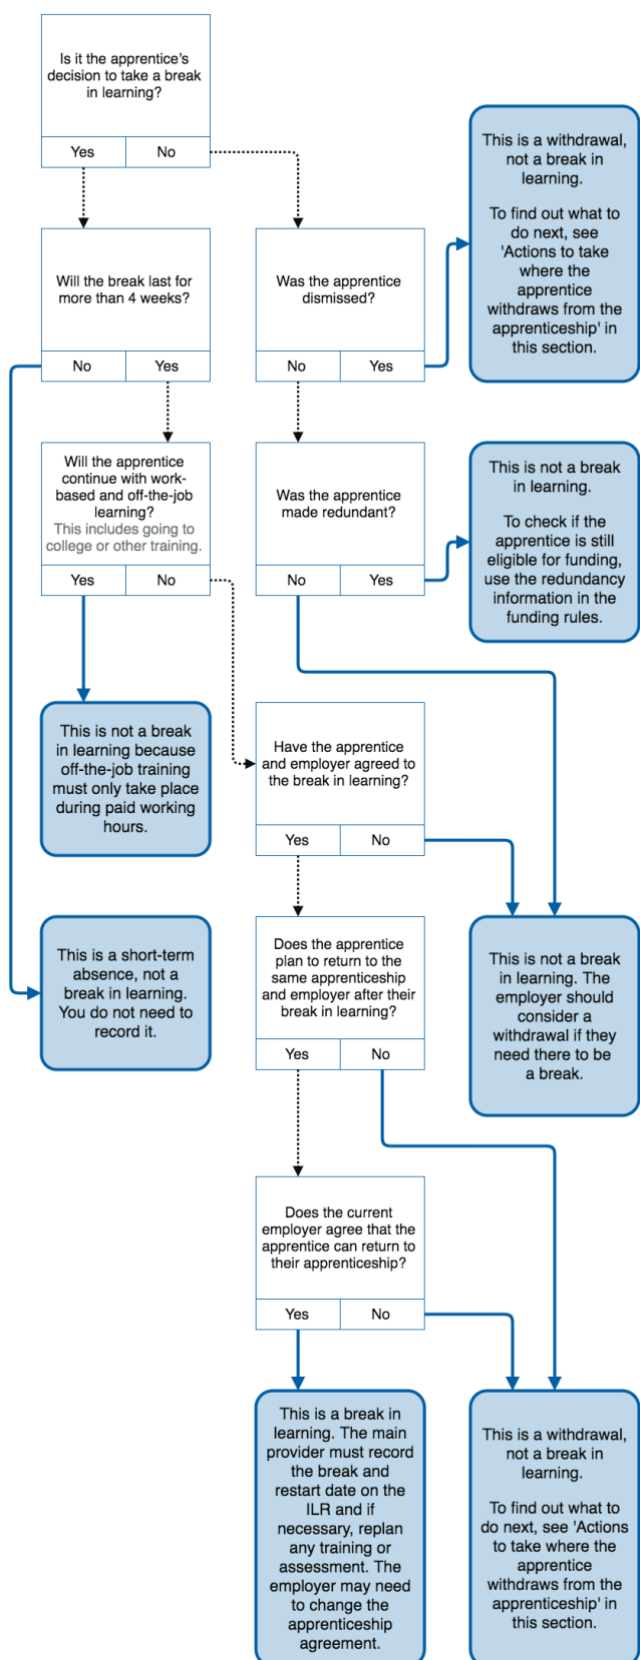 Is it the apprentice's
decision to take a break
in learning?
Yes
No
This is a withdrawal,
not a break in
learning.
To find out what to
do next, see
'Actions to take
where the
apprentice
withdraws from the
apprenticeship' in
this section.
Will the break last for
more than 4 weeks?
No
Yes
Was the apprentice
dismissed?
No
Yes
Will the apprentice
continue with work-
based and off-the-job
learning?
This includes going to
college or other training.
Yes
No
Was the apprentice
made redundant?
No
Yes
This is not a break
in learning.
To check if the
apprentice is still
eligible for funding,
use the redundancy
information in the
funding rules.
This is not a break
in learning because
off-the-job training
must only take place
during paid working
hours.
Have the apprentice
and employer agreed to
the break in learning?
Yes
No
This is a short-term
absence, not a
break in learning.
You do not need to
record it.
Does the apprentice
plan to return to the
same apprenticeship
and employer after their
break in learning?
Yes
No
This is not a break
in learning. The
employer should
consider a
withdrawal if they
need there to be
a break.
Does the current
employer agree that the
apprentice can return to
their apprenticeship?
Yes
No
This is a break in
learning. The main
provider must record
the break and
restart date on the
ILR and if
necessary, replan
any training or
assessment. The
employer may need
to change the
apprenticeship
agreement.
This is a withdrawal,
not a break in
learning.
To find out what to
do next, see 'Actions
to take where the
apprentice
withdraws from the
apprenticeship' in
this section.